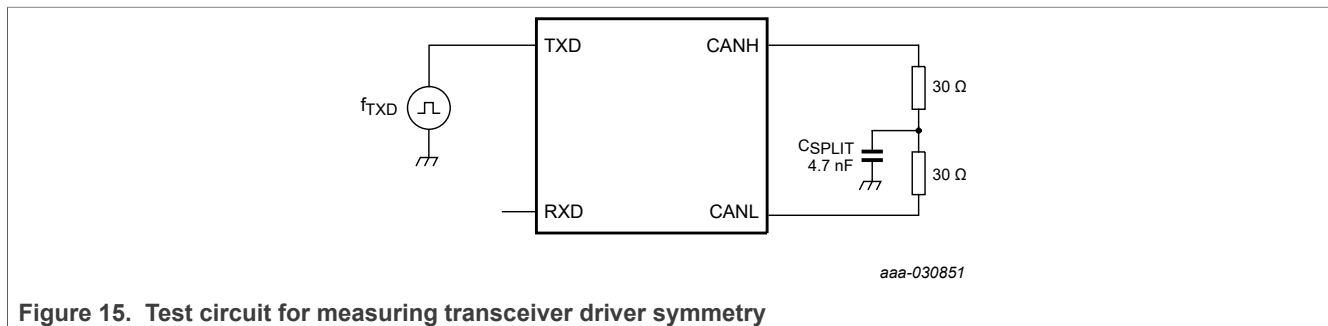 TXD
CANH
30 Ω
fTXD
CSPLIT
4.7 nF
30 Ω
RXD
CANL
aaa-030851
Figure 15. Test circuit for measuring transceiver driver symmetry